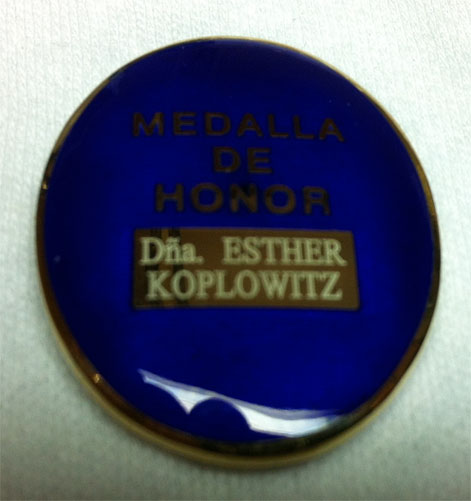 MEDALLA
DE
HONOR
Dña. ESTHER
KOPLOWITZ